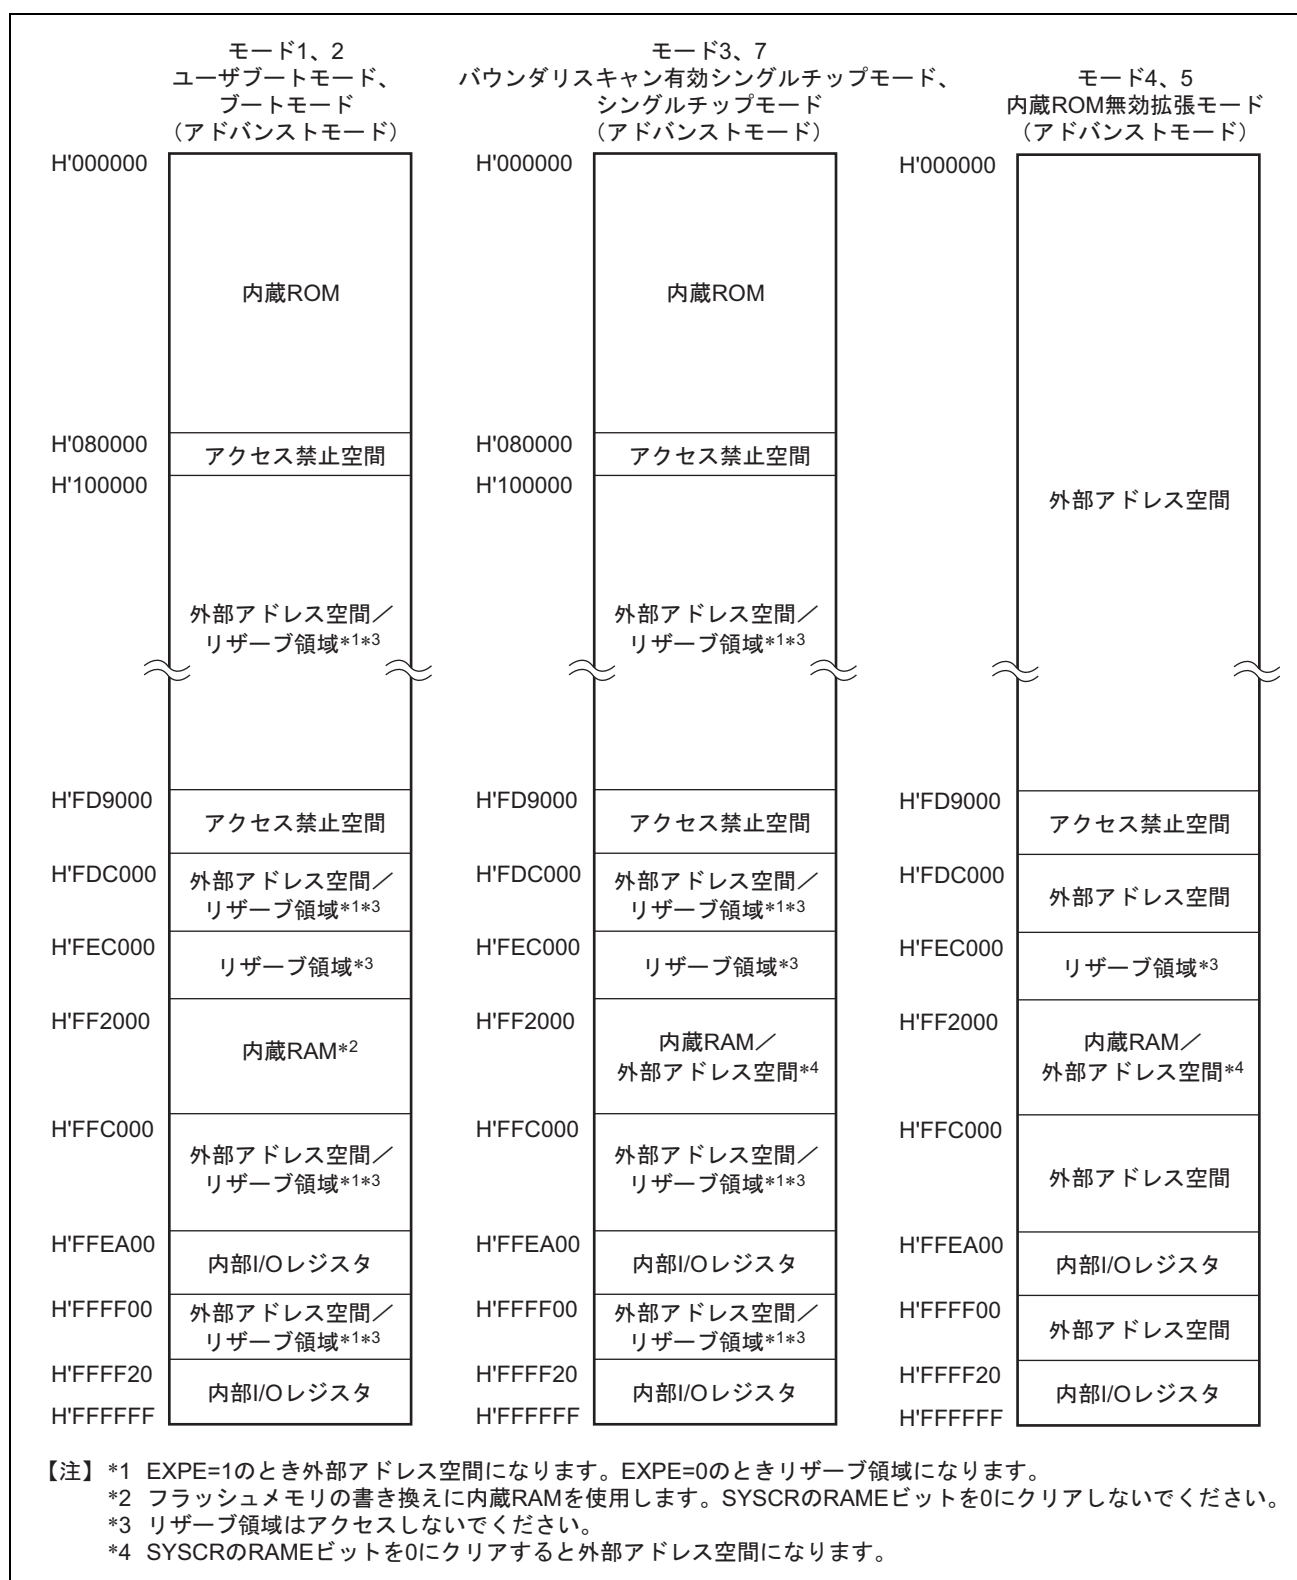 モード1、2
ユーザブートモード、
ブートモード
（アドバンストモード）
H'000000
内蔵ROM
H'080000
アクセス禁止空間
H'100000
外部アドレス空間／
リザーブ領域*1*3
H'FD9000
アクセス禁止空間
H'FDC000
外部アドレス空間／
リザーブ領域*1*3
H'FEC000
リザーブ領域*3
H'FF2000
内蔵RAM*2
H'FFC000
外部アドレス空間／
リザーブ領域*1*3
H'FFEA00
内部I/Oレジスタ
H'FFFF00
外部アドレス空間／
リザーブ領域*1*3
H'FFFF20
内部I/Oレジスタ
H'FFFFFF
モード3、7
バウンダリスキャン有効シングルチップモード、
シングルチップモード
（アドバンストモード）
H'000000
内蔵ROM
H'080000
アクセス禁止空間
H'100000
外部アドレス空間／
リザーブ領域*1*3
H'FD9000
アクセス禁止空間
H'FDC000
外部アドレス空間／
リザーブ領域*1*3
H'FEC000
リザーブ領域*3
H'FF2000
内蔵RAM／
外部アドレス空間*4
H'FFC000
外部アドレス空間／
リザーブ領域*1*3
H'FFEA00
内部I/Oレジスタ
H'FFFF00
外部アドレス空間／
リザーブ領域*1*3
H'FFFF20
内部I/Oレジスタ
H'FFFFFF
モード4、5
内蔵ROM無効拡張モード
（アドバンストモード）
H'000000
外部アドレス空間
H'FD9000
アクセス禁止空間
H'FDC000
外部アドレス空間
H'FEC000
リザーブ領域*3
H'FF2000
内蔵RAM／
外部アドレス空間*4
H'FFC000
外部アドレス空間
H'FFEA00
内部I/Oレジスタ
H'FFFF00
外部アドレス空間
H'FFFF20
内部I/Oレジスタ
H'FFFFFF
【注】*1 EXPE=1のとき外部アドレス空間になります。EXPE=0のときリザーブ領域になります。
*2 フラッシュメモリの書き換えに内蔵RAMを使用します。SYSCRのRAMEビットを0にクリアしないでください。
*3 リザーブ領域はアクセスしないでください。
*4 SYSCRのRAMEビットを0にクリアすると外部アドレス空間になります。